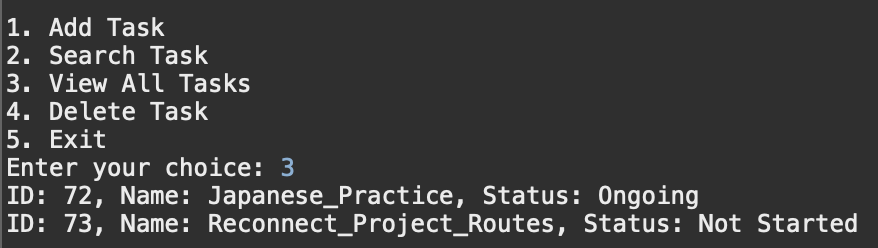 1. Add Task
2. Search Task
3. View All Tasks
4. Delete Task
5. Exit
Enter your choice: 3
ID: 72, Name: Japanese_Practice, Status: Ongoing
ID: 73, Name: Reconnect_Project_Routes, Status: Not Started